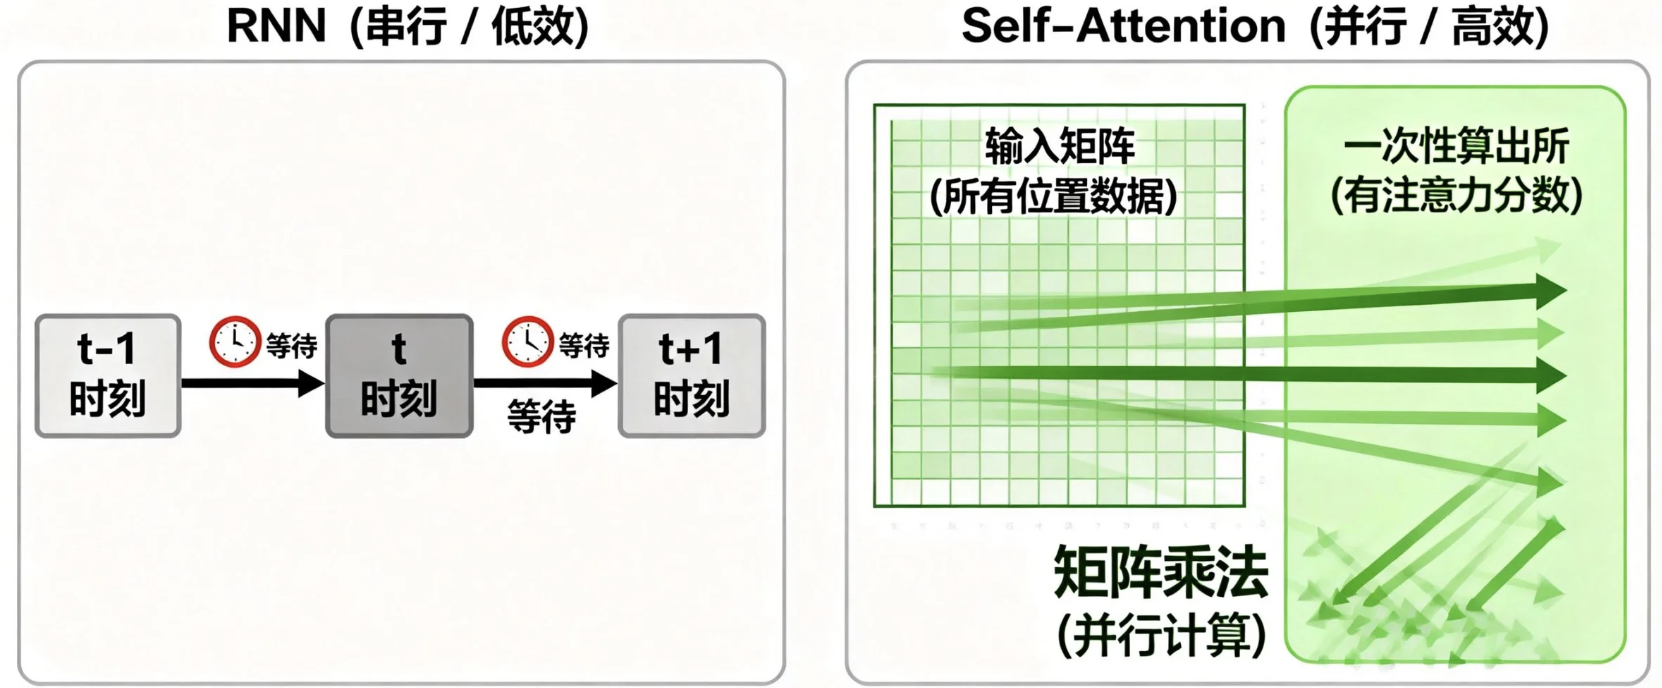 RNN (串行 / 低效)
t-1
时刻
等待
t
时刻
等待
等待
t+1
时刻
Self-Attention (并行 / 高效)
输入矩阵
(所有位置数据)
一次性算出所
(有注意力分数)
矩阵乘法
(并行计算)